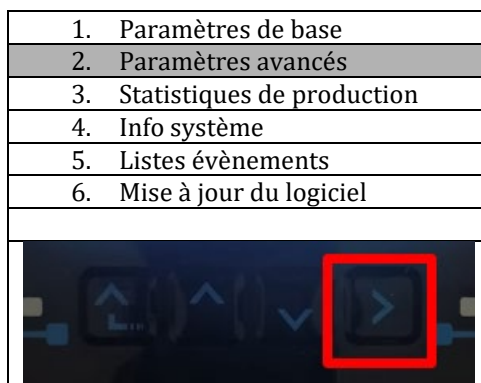 1. Paramètres de base
2. Paramètres avancés
3. Statistiques de production
4. Info système
5. Listes évènements
6. Mise à jour du logiciel